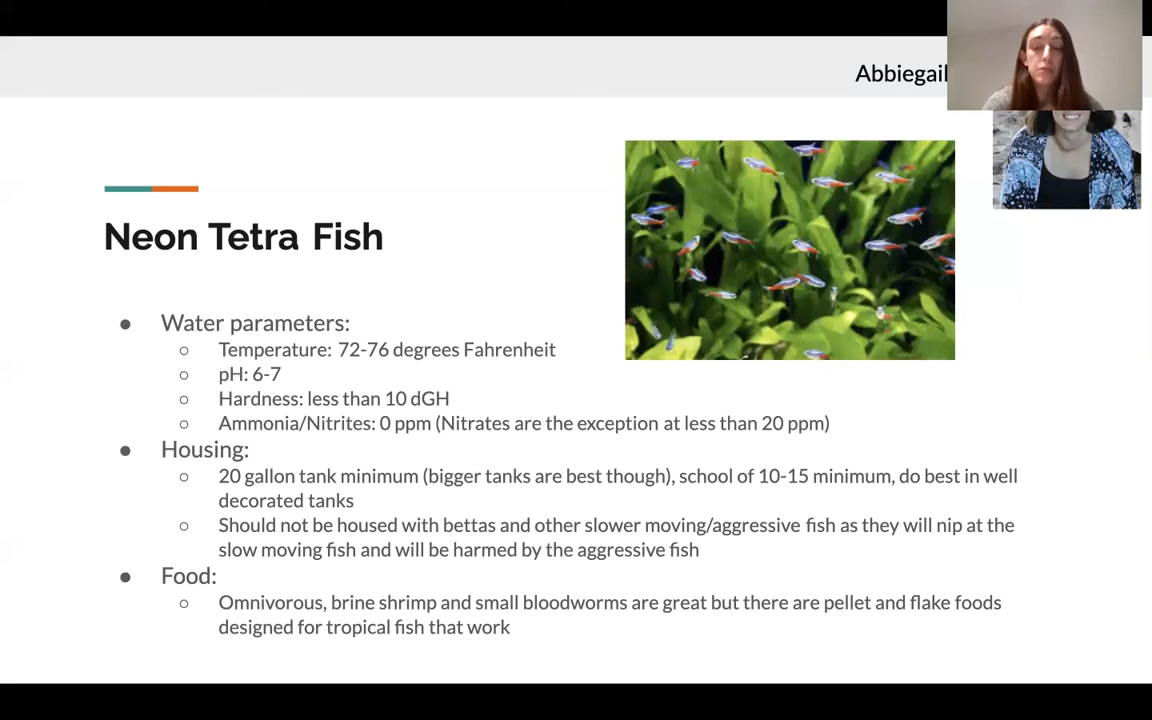 Abbiegail
Neon Tetra Fish
● Water parameters:
○ Temperature: 72-76 degrees Fahrenheit
○ pH: 6-7
○ Hardness: less than 10 dGH
○ Ammonia/Nitrites: 0 ppm (Nitrates are the exception at less than 20 ppm)
● Housing:
○ 20 gallon tank minimum (bigger tanks are best though), school of 10-15 minimum, do best in well
decorated tanks
○ Should not be housed with bettas and other slower moving/aggressive fish as they will nip at the
slow moving fish and will be harmed by the aggressive fish
● Food:
○ Omnivorous, brine shrimp and small bloodworms are great but there are pellet and flake foods
designed for tropical fish that work